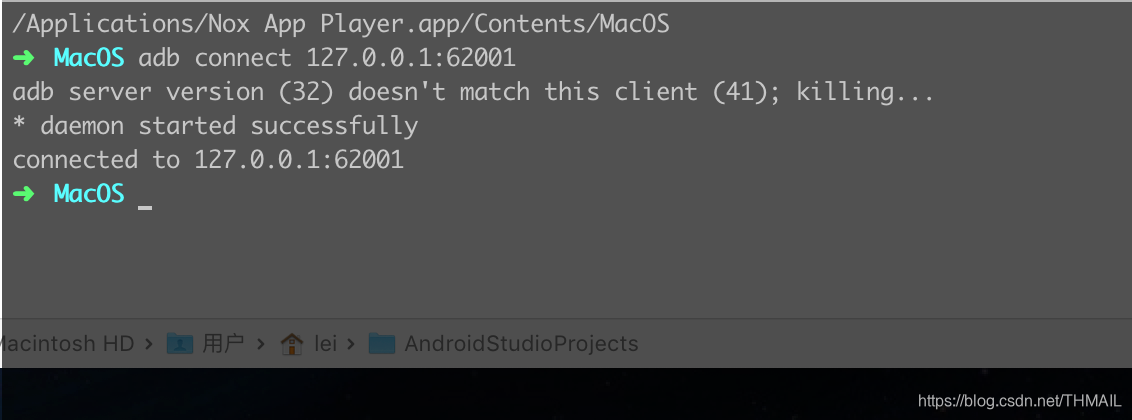 /Applications/Nox App Player.app/Contents/MacOS
➜ MacOS adb connect 127.0.0.1:62001
adb server version (32) doesn't match this client (41); killing...
* daemon started successfully
connected to 127.0.0.1:62001
➜ MacOS _
Macintosh HD › 用户 › lei › AndroidStudioProjects
https://blog.csdn.net/THMAIL